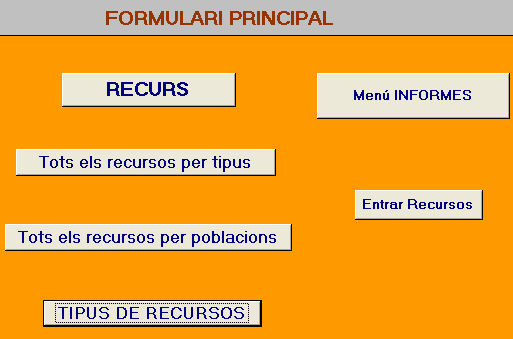 FORMULARI PRINCIPAL
RECURS
Menú INFORMES
Tots els recursos per tipus
Entrar Recursos
Tots els recursos per poblacions
TIPUS DE RECURSOS